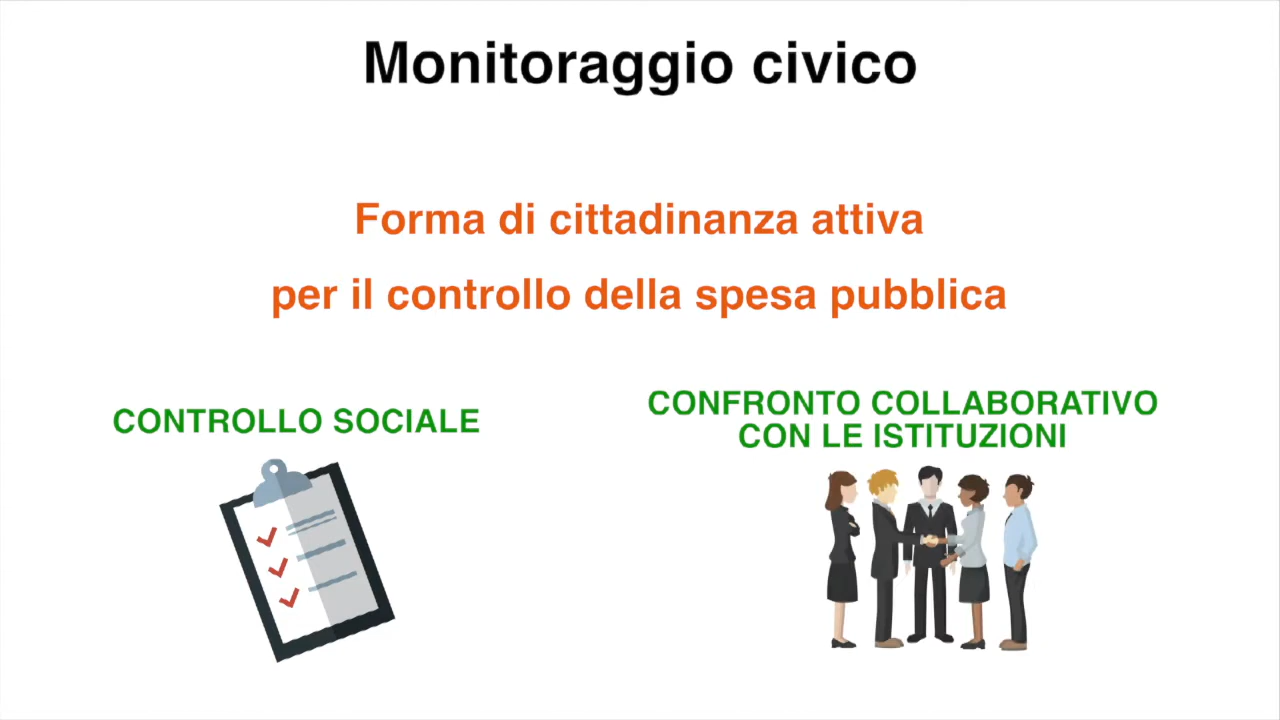 Monitoraggio civico
Forma di cittadinanza attiva
per il controllo della spesa pubblica
CONTROLLO SOCIALE
CONFRONTO COLLABORATIVO
CON LE ISTITUZIONI